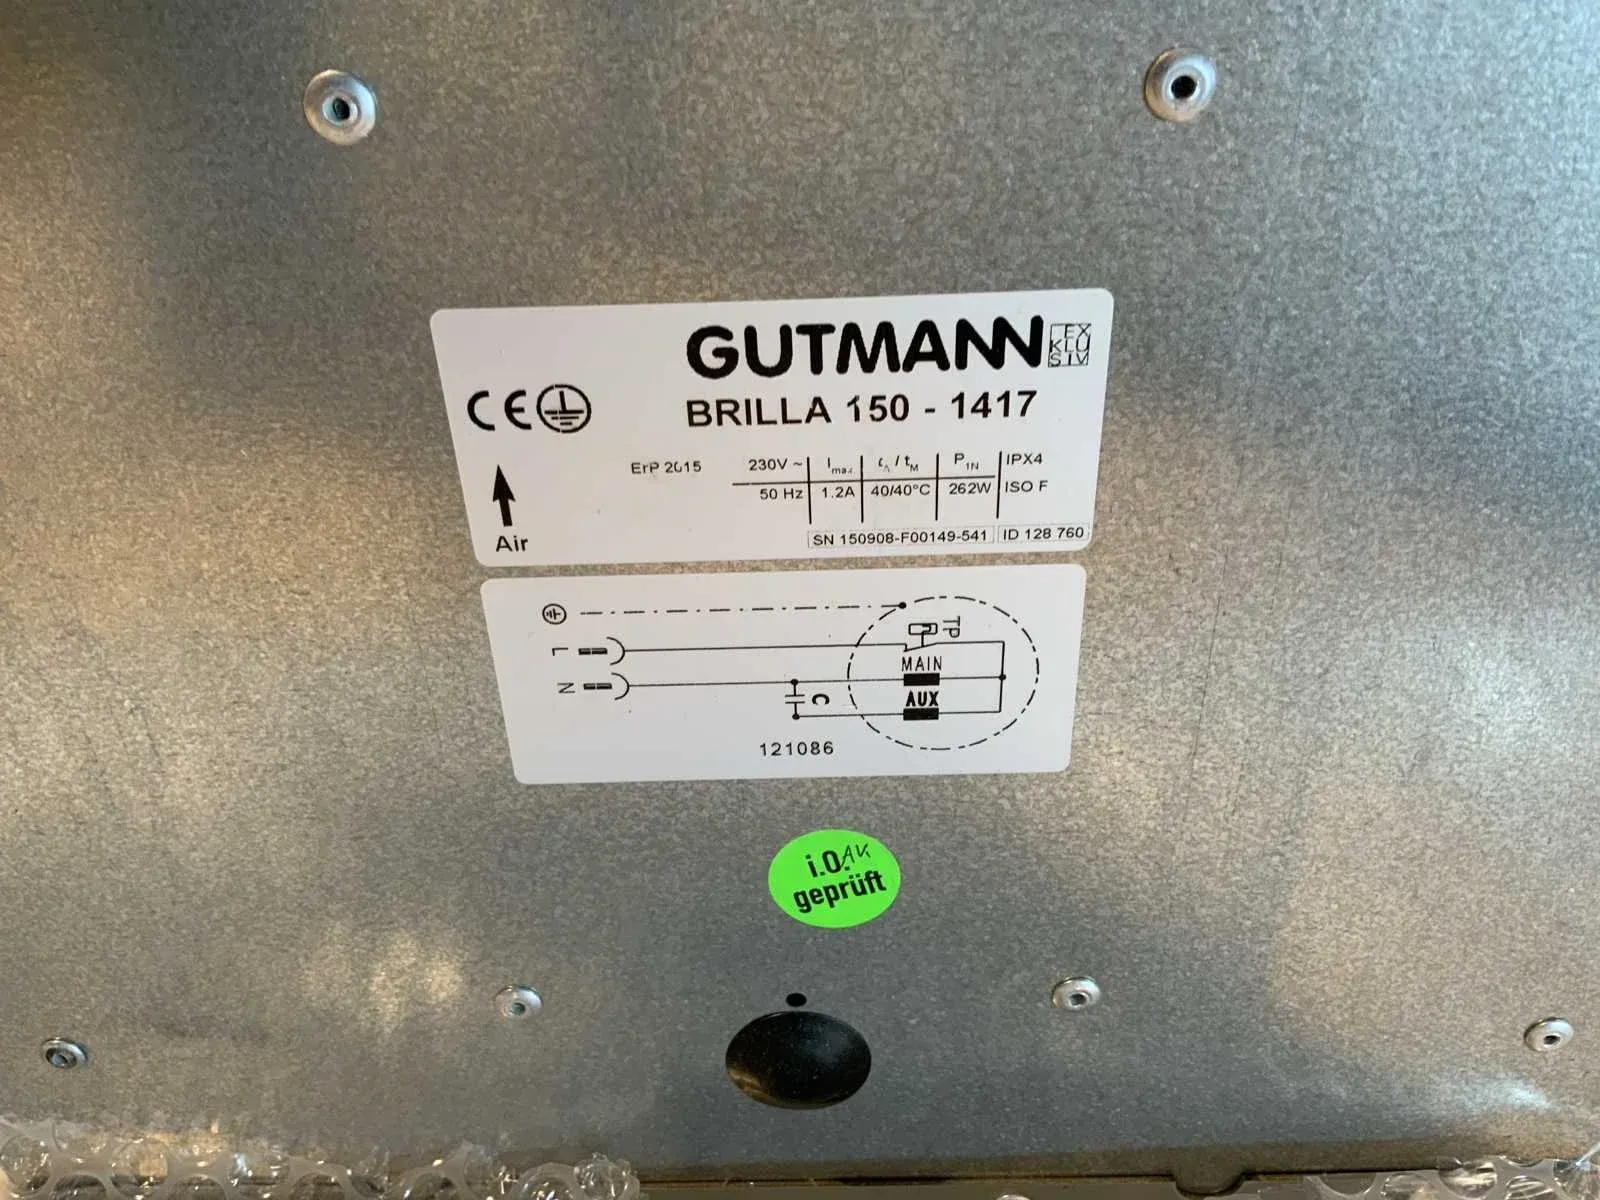 GUTMANN
EX
KLU
SIV
CE
BRILLA 150 - 1417
ErP 2015
230V ~ Imax. tA / tM P1N IPX4
50 Hz 1.2A 40/40°C 262W ISO F
Air
SN 150908-F00149-541 ID 128 760
TP
L
MAIN
N
C
AUX
121086
i.O. AK
geprüft